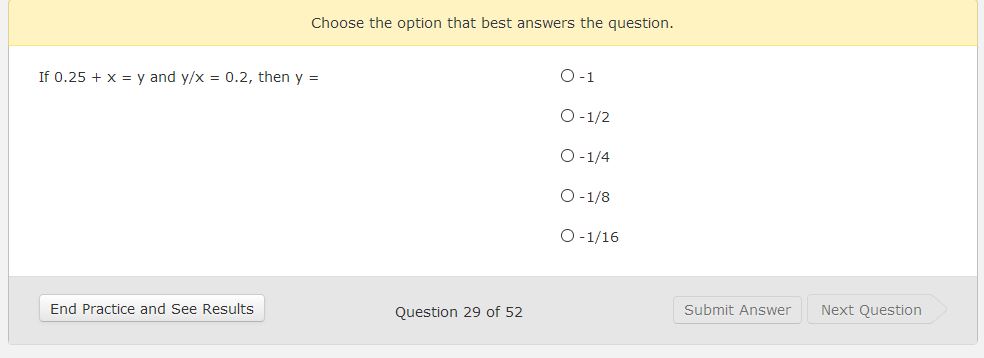 Choose the option that best answers the question.
If 0.25 + x = y and y/x = 0.2, then y =
-1
-1/2
-1/4
-1/8
-1/16
End Practice and See Results
Question 29 of 52
Submit Answer
Next Question